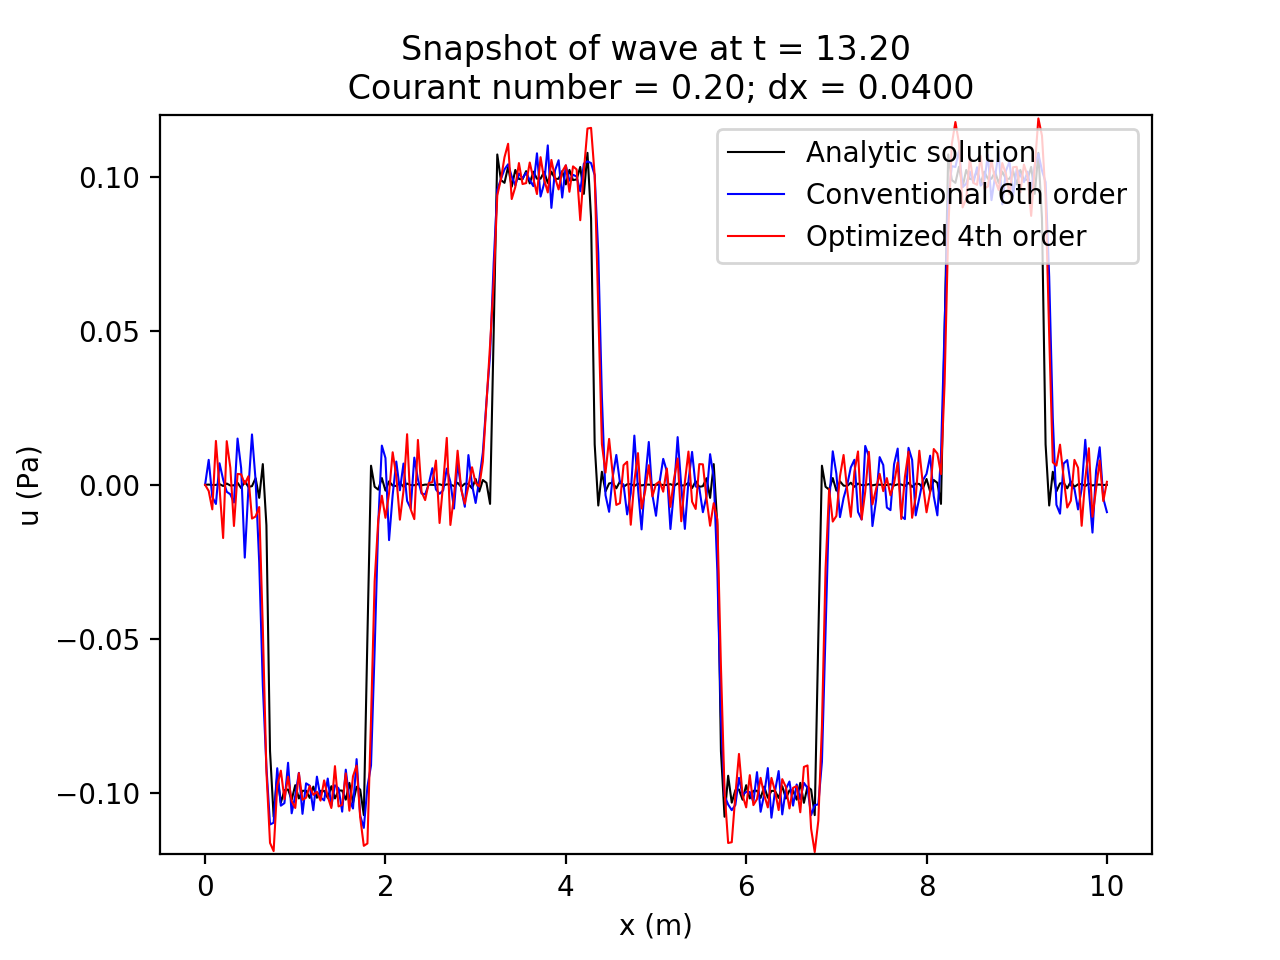 Snapshot of wave at t = 13.20
Courant number = 0.20; dx = 0.0400
Analytic solution
Conventional 6th order
Optimized 4th order
0.10
0.05
0.00
−0.05
−0.10
u (Pa)
0 2 4 6 8 10
x (m)